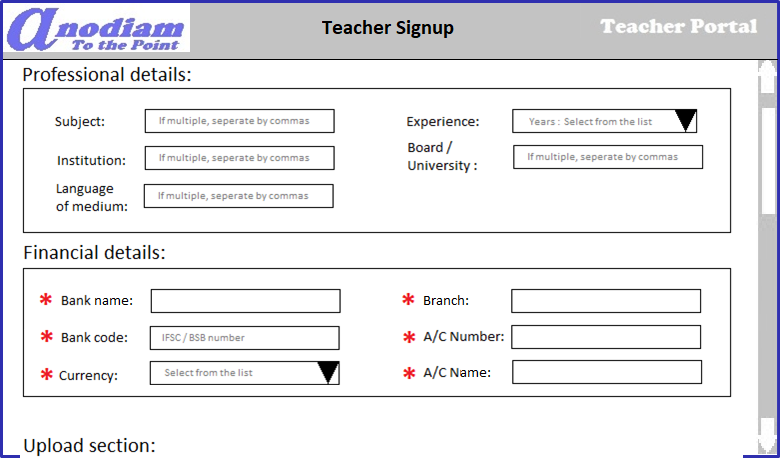 anodiam
To the Point
Teacher Signup
Teacher Portal
Professional details:
Subject: If multiple, seperate by commas
Experience: Years : Select from the list
Institution: If multiple, seperate by commas
Board /
University : If multiple, seperate by commas
Language
of medium: If multiple, seperate by commas
Financial details:
* Bank name:
* Branch:
* Bank code: IFSC / BSB number
* A/C Number:
* Currency: Select from the list
* A/C Name:
Upload section: